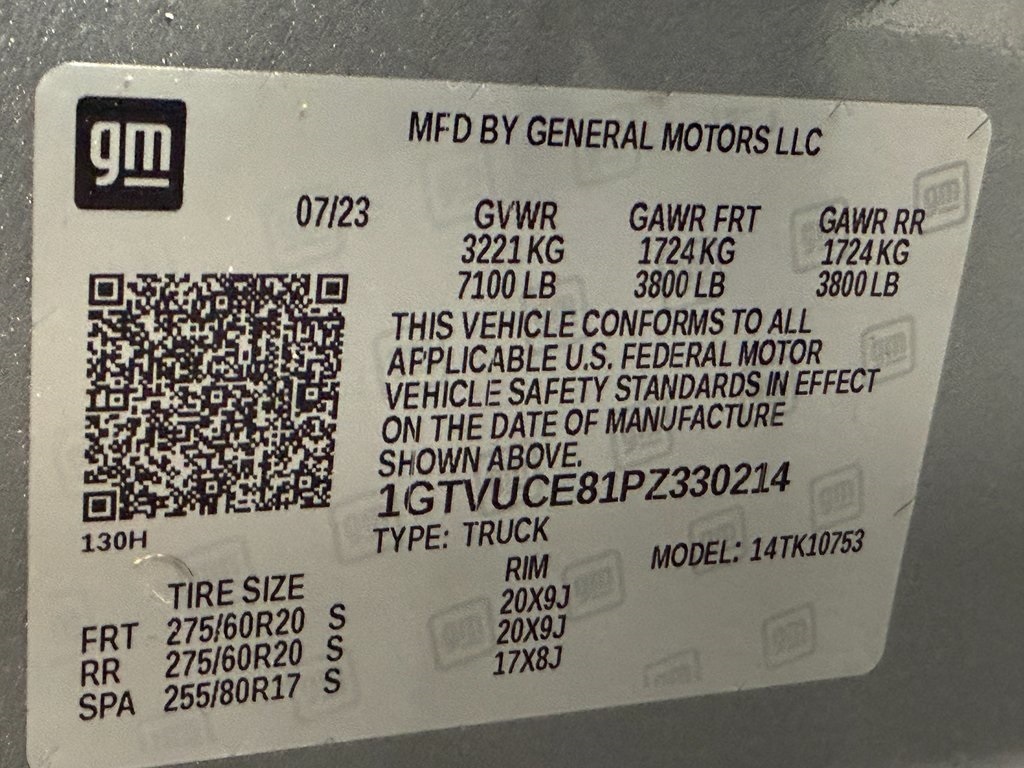 gm
MFD BY GENERAL MOTORS LLC
07/23 GVWR GAWR FRT GAWR RR
3221 KG 1724 KG 1724 KG
7100 LB 3800 LB 3800 LB
THIS VEHICLE CONFORMS TO ALL
APPLICABLE U.S. FEDERAL MOTOR
VEHICLE SAFETY STANDARDS IN EFFECT
ON THE DATE OF MANUFACTURE
SHOWN ABOVE.
1GTVUCE81PZ330214
130H
TYPE: TRUCK MODEL: 14TK10753
TIRE SIZE RIM
FRT 275/60R20 S 20X9J
RR 275/60R20 S 20X9J
SPA 255/80R17 S 17X8J